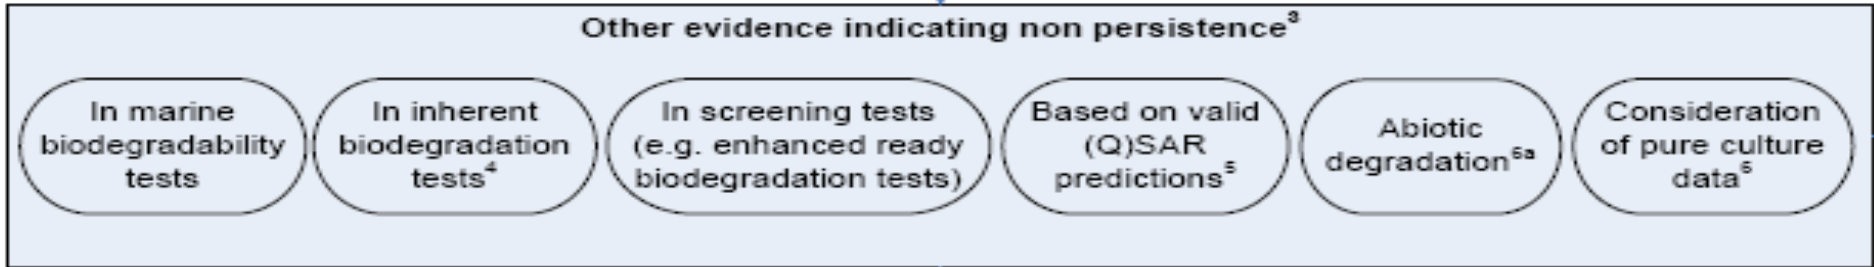 Other evidence indicating non persistence³
In marine
biodegradability
tests
In inherent
biodegradation
tests⁴
In screening tests
(e.g. enhanced ready
biodegradation tests)
Based on valid
(Q)SAR
predictions⁵
Abiotic
degradation⁶ᵃ
Consideration
of pure culture
data⁶